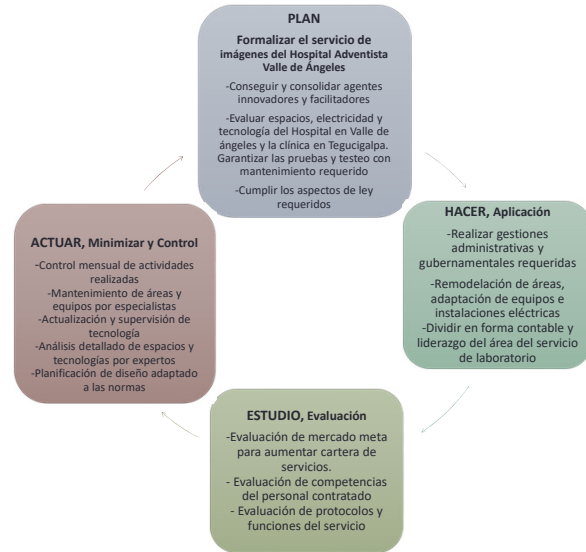 PLAN
Formalizar el servicio de
imágenes del Hospital Adventista
Valle de Ángeles
-Conseguir y consolidar agentes
innovadores y facilitadores
-Evaluar espacios, electricidad y
tecnología del Hospital en Valle de
ángeles y la clínica en Tegucigalpa.
Garantizar las pruebas y testeo con
mantenimiento requerido
-Cumplir los aspectos de ley
requeridos
HACER, Aplicación
-Realizar gestiones
administrativas y
gubernamentales requeridas
-Remodelación de áreas,
adaptación de equipos e
instalaciones eléctricas
-Dividir en forma contable y
liderazgo del área del servicio de
laboratorio
ESTUDIO, Evaluación
-Evaluación de mercado meta
para aumentar cartera de
servicios.
- Evaluación de competencias
del personal contratado
- Evaluación de protocolos y
funciones del servicio
ACTUAR, Minimizar y Control
-Control mensual de actividades
realizadas
-Mantenimiento de áreas y
equipos por especialistas
-Actualización y supervisión de
tecnología
-Análisis detallado de espacios y
tecnologías por expertos
-Planificación de diseño adaptado
a las normas